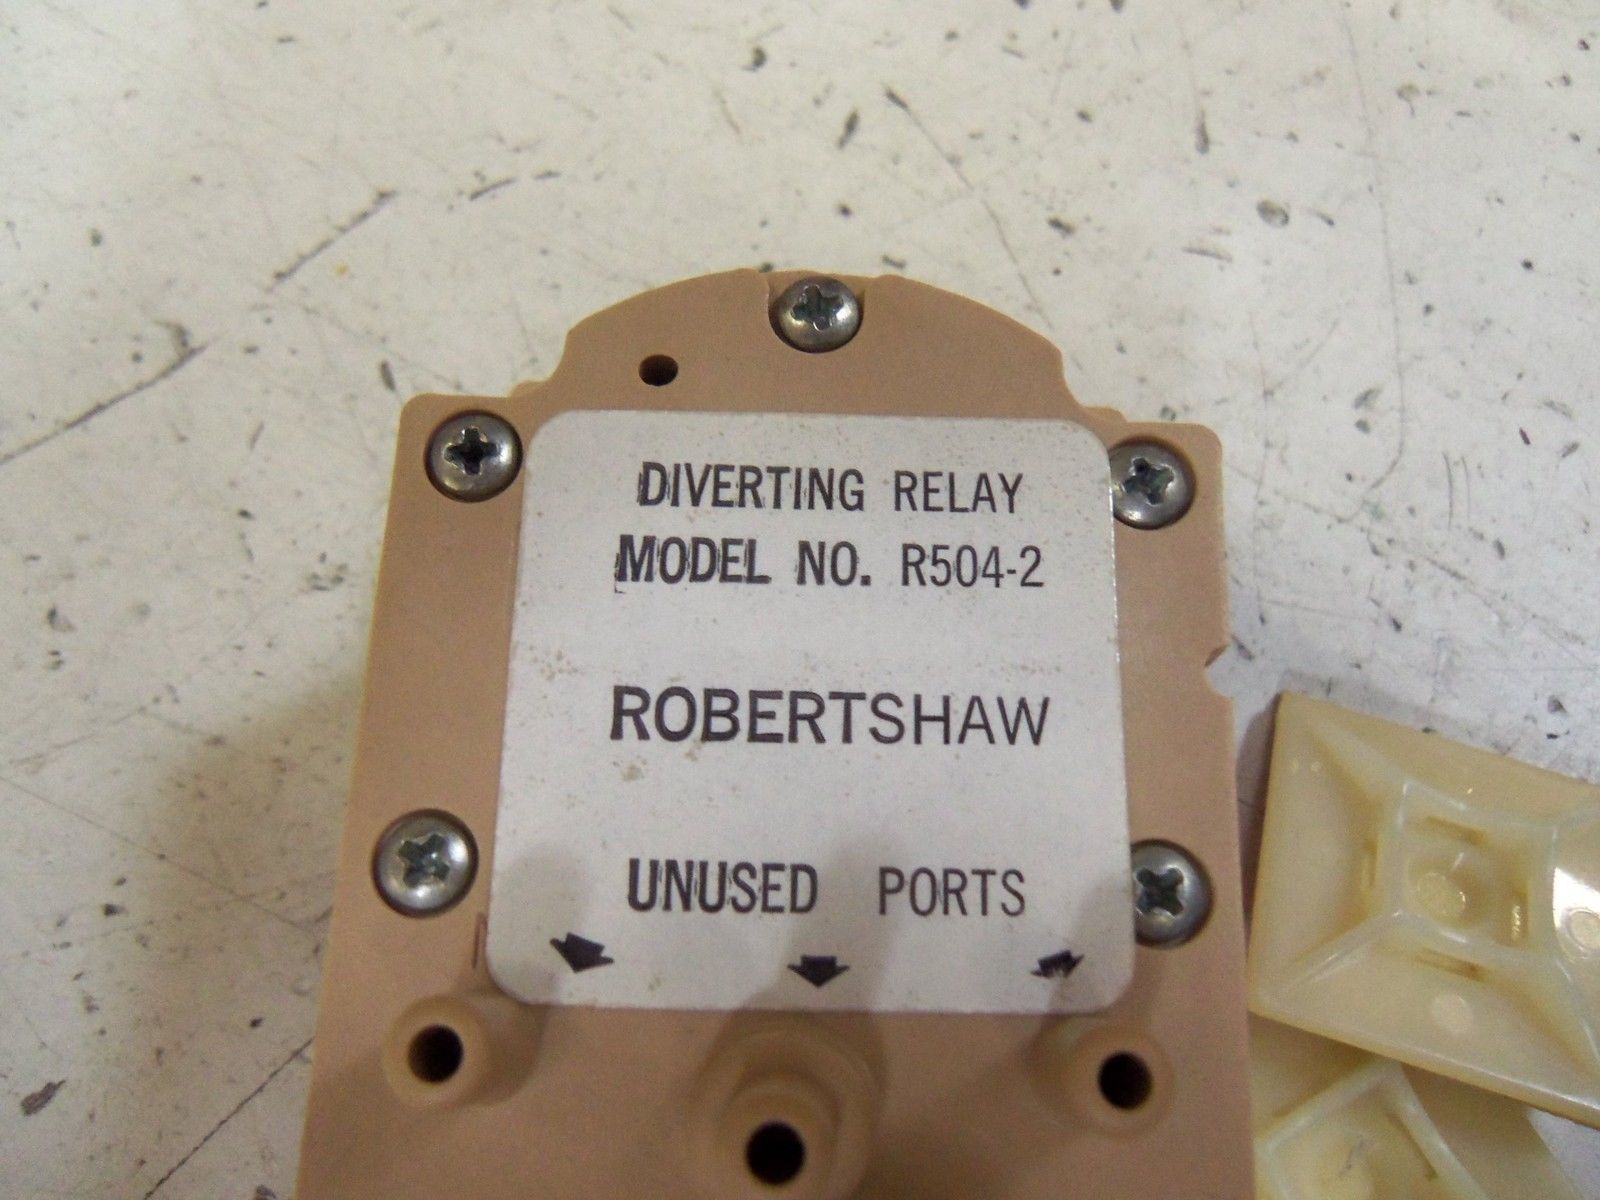 DIVERTING RELAY
MODEL NO. R504-2
ROBERTSHAW
UNUSED PORTS